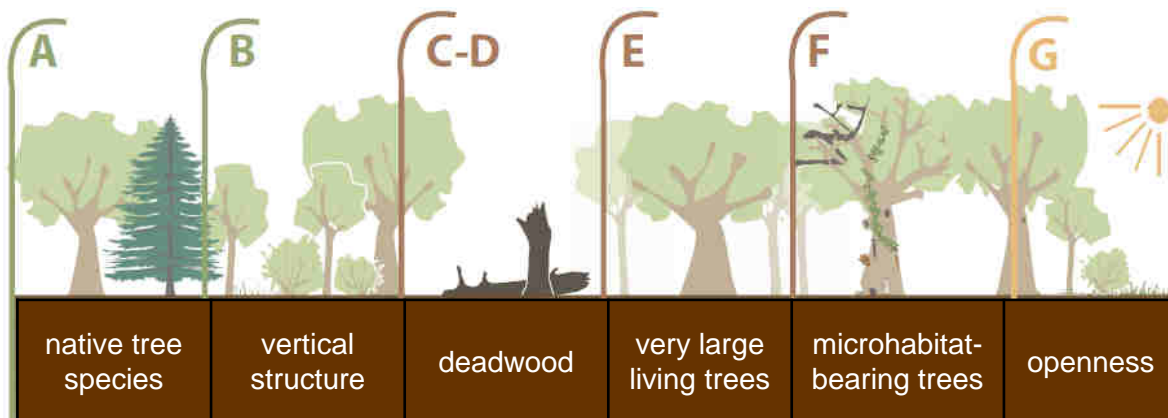 A B C-D E F G
native tree species
vertical structure
deadwood
very large living trees
microhabitat-bearing trees
openness